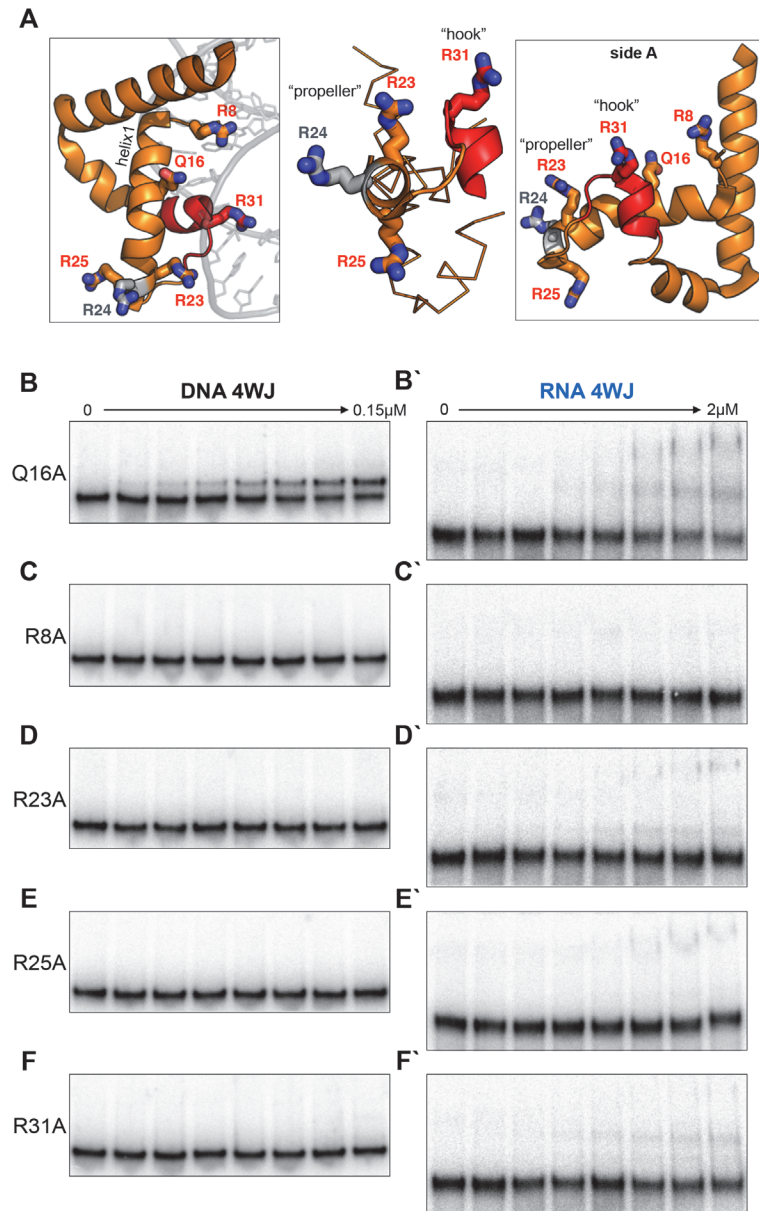 A
helix1
R8
Q16
R31
R25
R24
R23
"hook"
R31
R23
"propeller"
R24
R25
side A
"hook"
R31
R8
"propeller"
R23
Q16
R24
R25
B
DNA 4WJ
0
0.15µM
Q16A
B`
RNA 4WJ
0
2µM
C
R8A
C`
D
R23A
D`
E
R25A
E`
F
R31A
F`